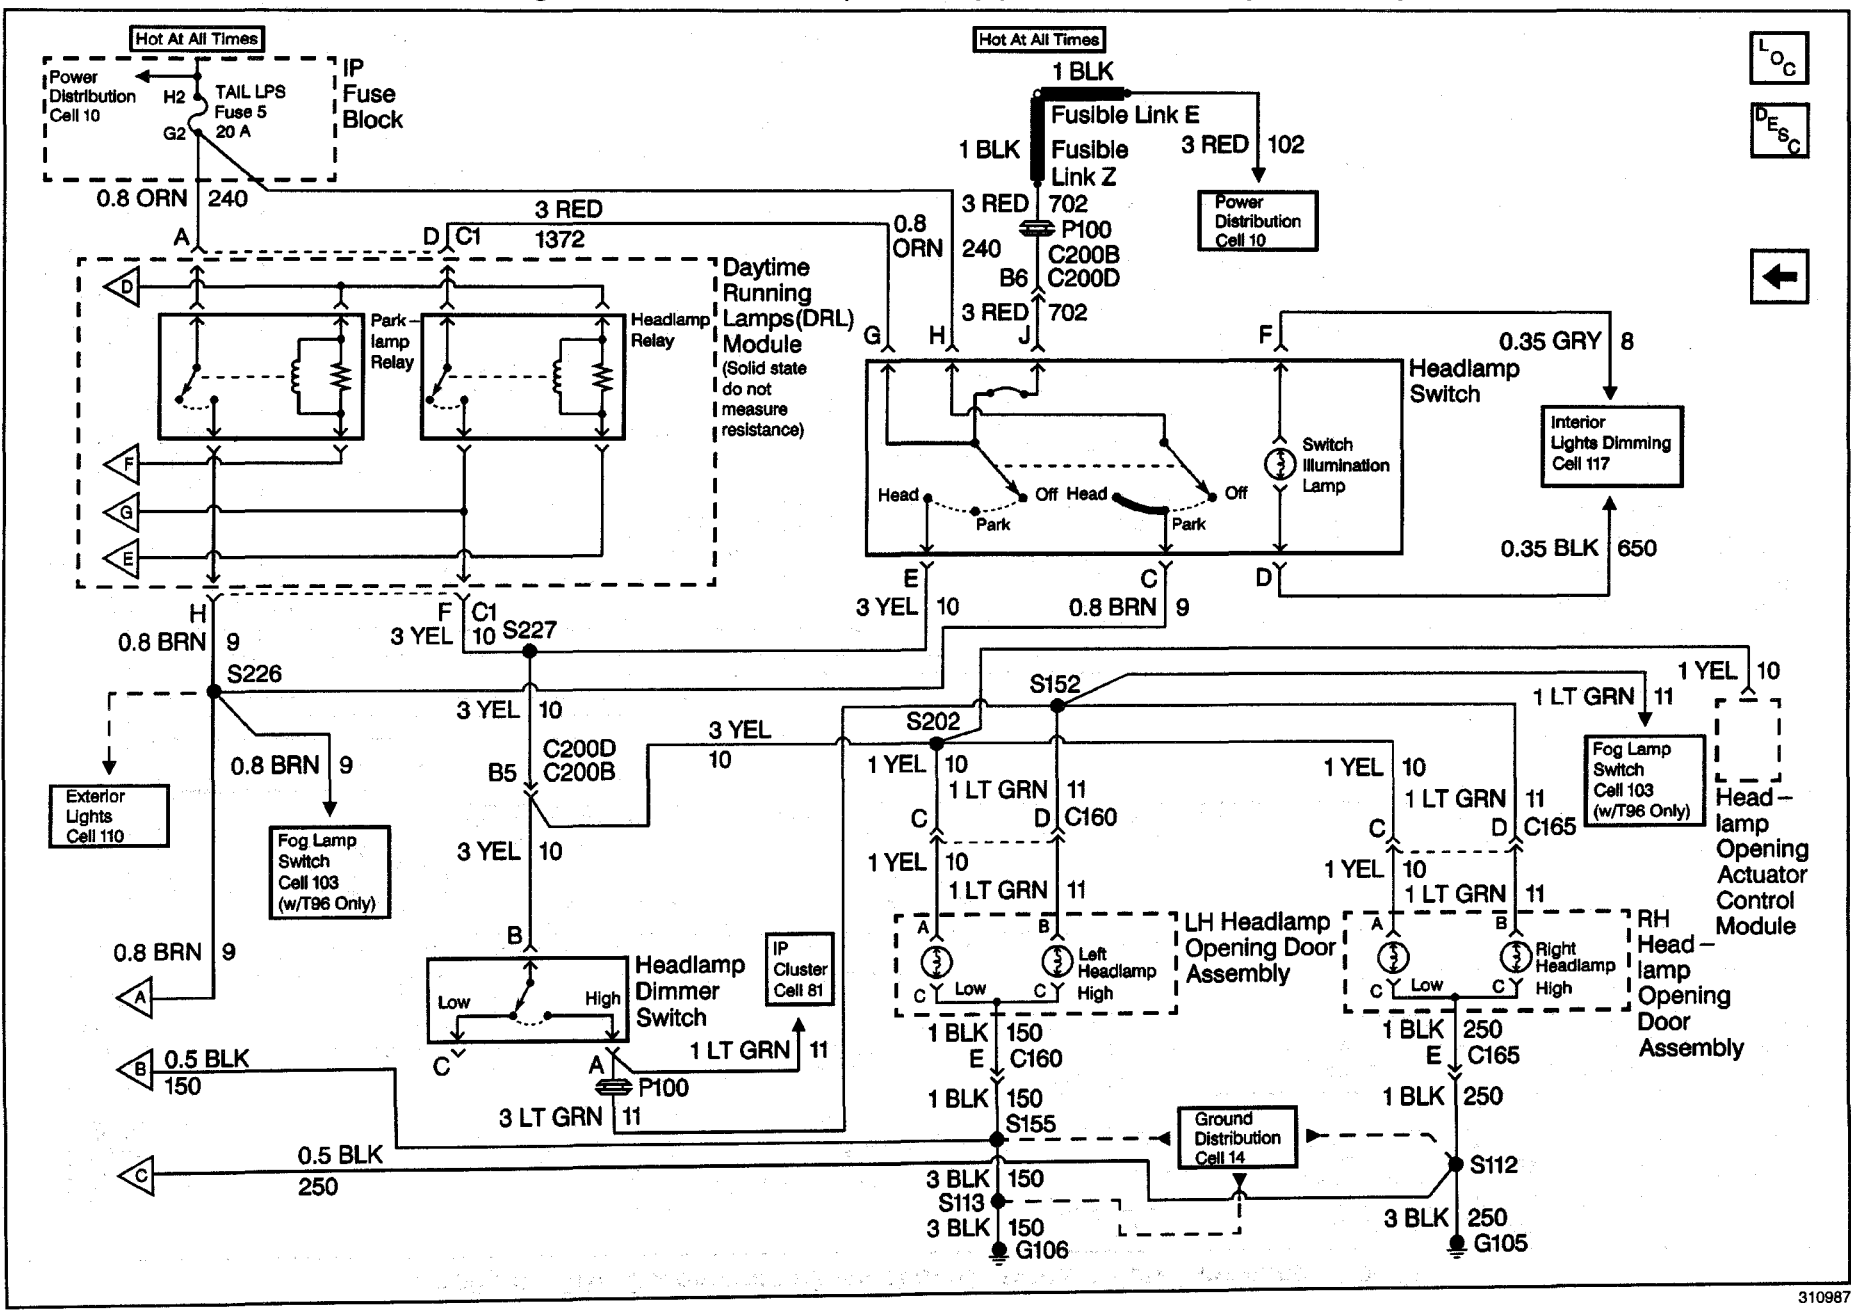 Hot At All Times
Hot At All Times
L
O
C
D
E
S
C
Power
Distribution
Cell 10
H2
G2
TAIL LPS
Fuse 5
20 A
IP
Fuse
Block
1 BLK
Fusible Link E
1 BLK
Fusible
Link Z
3 RED 102
Power
Distribution
Cell 10
3 RED 702
P100
C200B
B6 C200D
3 RED 702
0.8 ORN 240
3 RED
1372
0.8
ORN 240
A
D C1
D
Park –
lamp
Relay
Headlamp
Relay
Daytime
Running
Lamps(DRL)
Module
(Solid state
do not
measure
resistance)
F
G
E
G
H
J
F
0.35 GRY 8
Headlamp
Switch
Interior
Lights Dimming
Cell 117
Switch
Illumination
Lamp
Head
Off
Park
Head
Off
Park
0.35 BLK 650
E
C
D
3 YEL 10
0.8 BRN 9
H
0.8 BRN 9
F C1
3 YEL 10
S227
S226
3 YEL 10
C200D
B5 C200B
3 YEL 10
3 YEL
10
0.8 BRN 9
Exterior
Lights
Cell 110
Fog Lamp
Switch
Cell 103
(w/T96 Only)
0.8 BRN 9
S202
S152
1 LT GRN 11
1 YEL 10
1 YEL 10
1 LT GRN 11
C
D C160
1 YEL 10
1 LT GRN 11
1 YEL 10
1 LT GRN 11
C
D C165
1 YEL 10
1 LT GRN 11
Fog Lamp
Switch
Cell 103
(w/T96 Only)
Head –
lamp
Opening
Actuator
Control
Module
B
Low
High
Headlamp
Dimmer
Switch
IP
Cluster
Cell 81
C
A
1 LT GRN 11
P100
3 LT GRN 11
A
B
Left
Headlamp
High
Low
C
C
LH Headlamp
Opening Door
Assembly
A
B
Right
Headlamp
High
Low
C
C
RH
Head –
lamp
Opening
Door
Assembly
A
B
0.5 BLK
150
C
0.5 BLK
250
1 BLK 150
E C160
1 BLK 150
S155
3 BLK 150
S113
3 BLK 150
G106
1 BLK 250
E C165
1 BLK 250
Ground
Distribution
Cell 14
S112
3 BLK 250
G105
310987